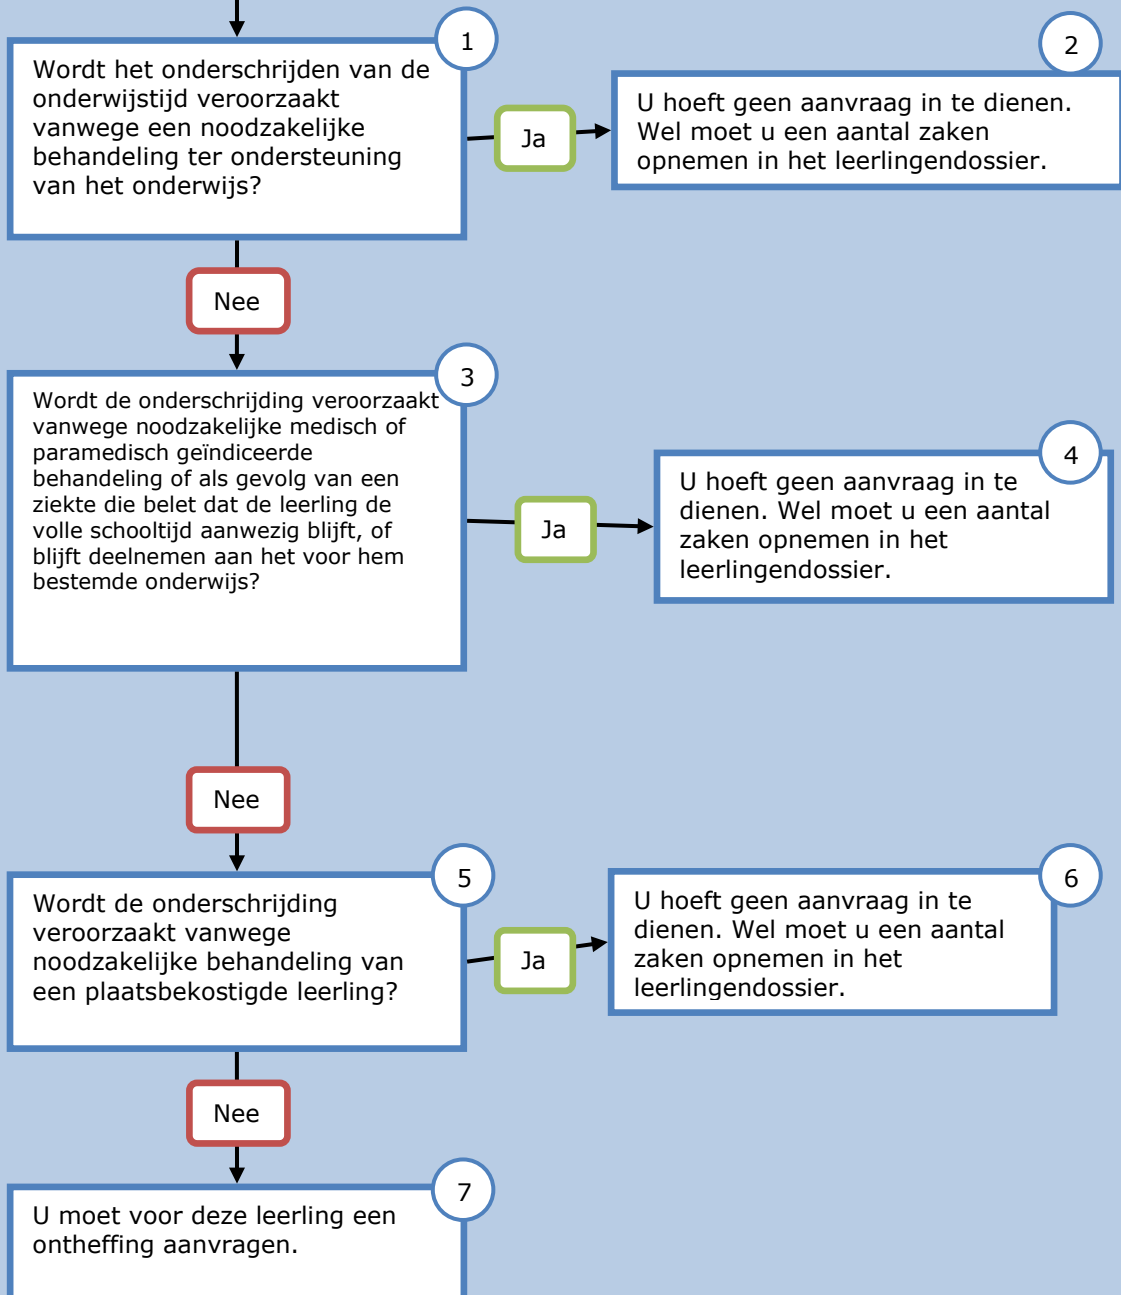 1
Wordt het onderschrijden van de
onderwijstijd veroorzaakt
vanwege een noodzakelijke
behandeling ter ondersteuning
van het onderwijs?
Ja
2
U hoeft geen aanvraag in te dienen.
Wel moet u een aantal zaken
opnemen in het leerlingendossier.
Nee
3
Wordt de onderschrijding veroorzaakt
vanwege noodzakelijke medisch of
paramedisch geïndiceerde
behandeling of als gevolg van een
ziekte die belet dat de leerling de
volle schooltijd aanwezig blijft, of
blijft deelnemen aan het voor hem
bestemde onderwijs?
Ja
4
U hoeft geen aanvraag in te
dienen. Wel moet u een aantal
zaken opnemen in het
leerlingendossier.
Nee
5
Wordt de onderschrijding
veroorzaakt vanwege
noodzakelijke behandeling van
een plaatsbekostigde leerling?
Ja
6
U hoeft geen aanvraag in te
dienen. Wel moet u een aantal
zaken opnemen in het
leerlingendossier.
Nee
7
U moet voor deze leerling een
ontheffing aanvragen.